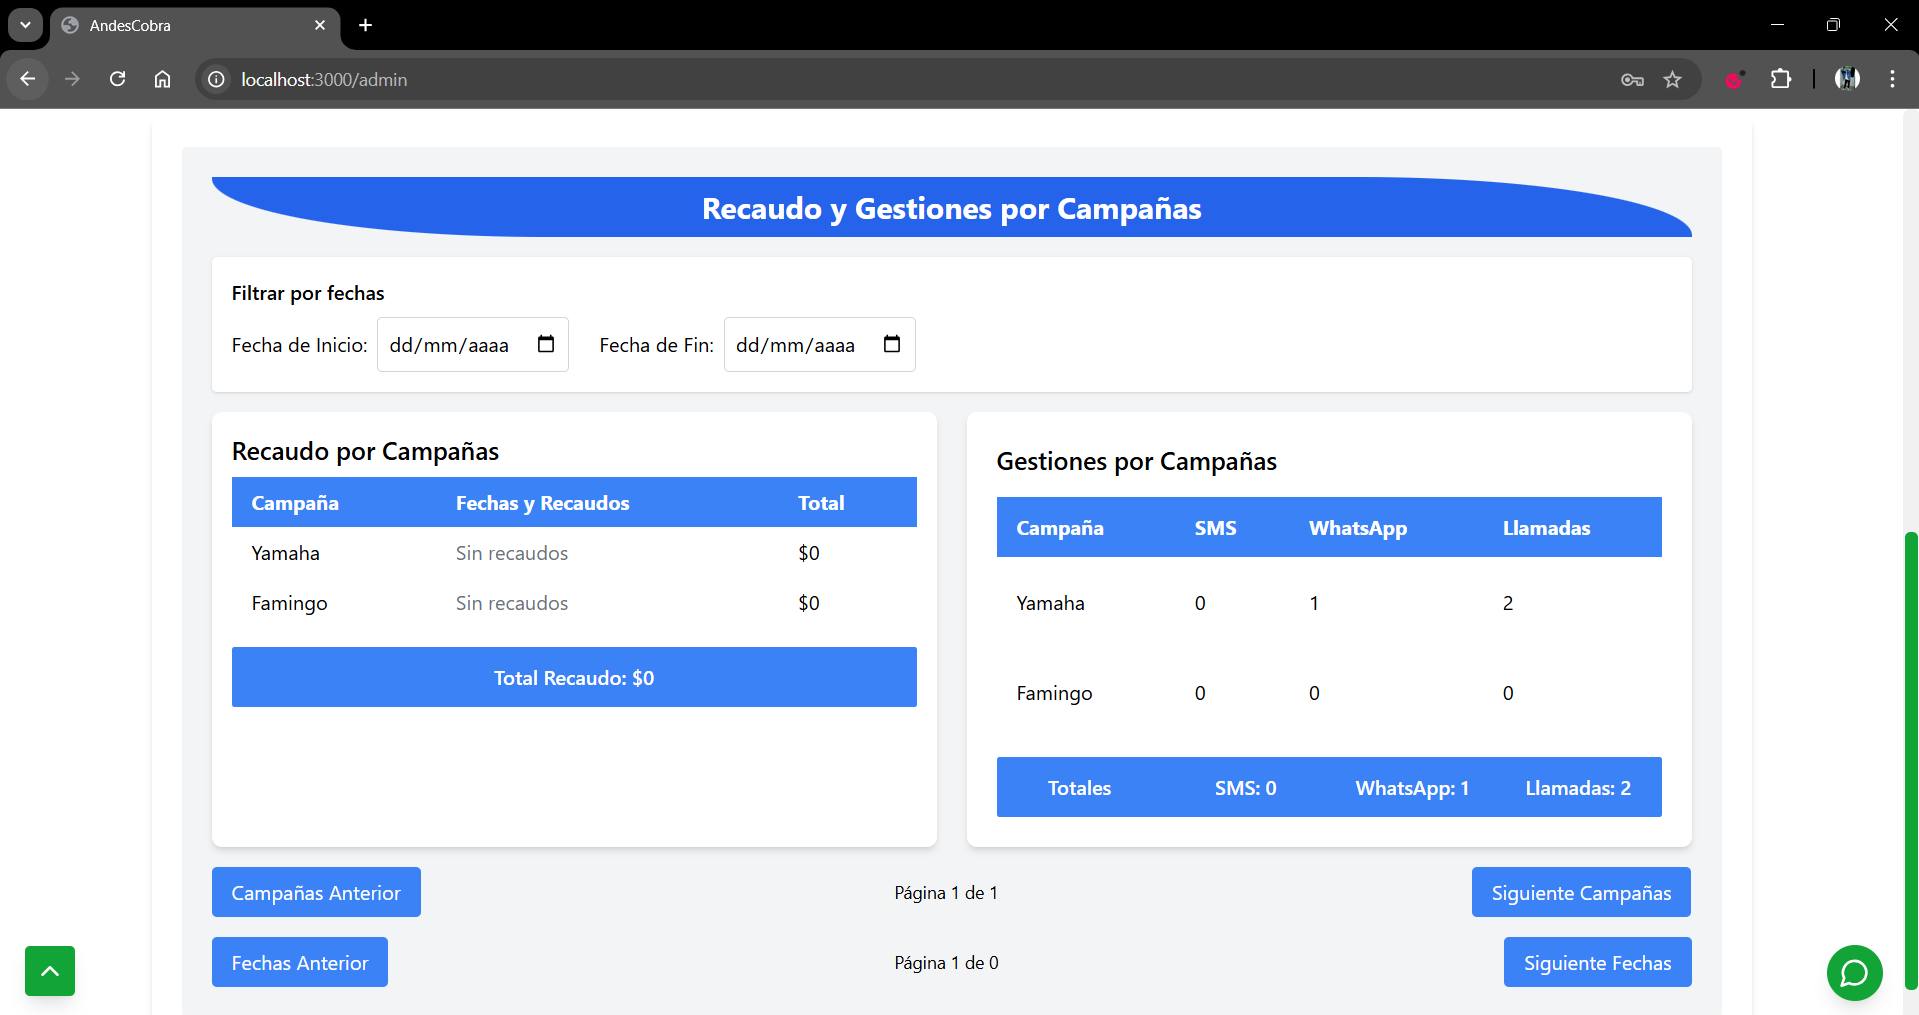 AndesCobra
localhost:3000/admin
Recaudo y Gestiones por Campañas
Filtrar por fechas
Fecha de Inicio: dd/mm/aaaa Fecha de Fin: dd/mm/aaaa
Recaudo por Campañas
Campaña Fechas y Recaudos Total
Yamaha Sin recaudos $0
Famingo Sin recaudos $0
Total Recaudo: $0
Gestiones por Campañas
Campaña SMS WhatsApp Llamadas
Yamaha 0 1 2
Famingo 0 0 0
Totales SMS: 0 WhatsApp: 1 Llamadas: 2
Campañas Anterior Página 1 de 1 Siguiente Campañas
Fechas Anterior Página 1 de 0 Siguiente Fechas